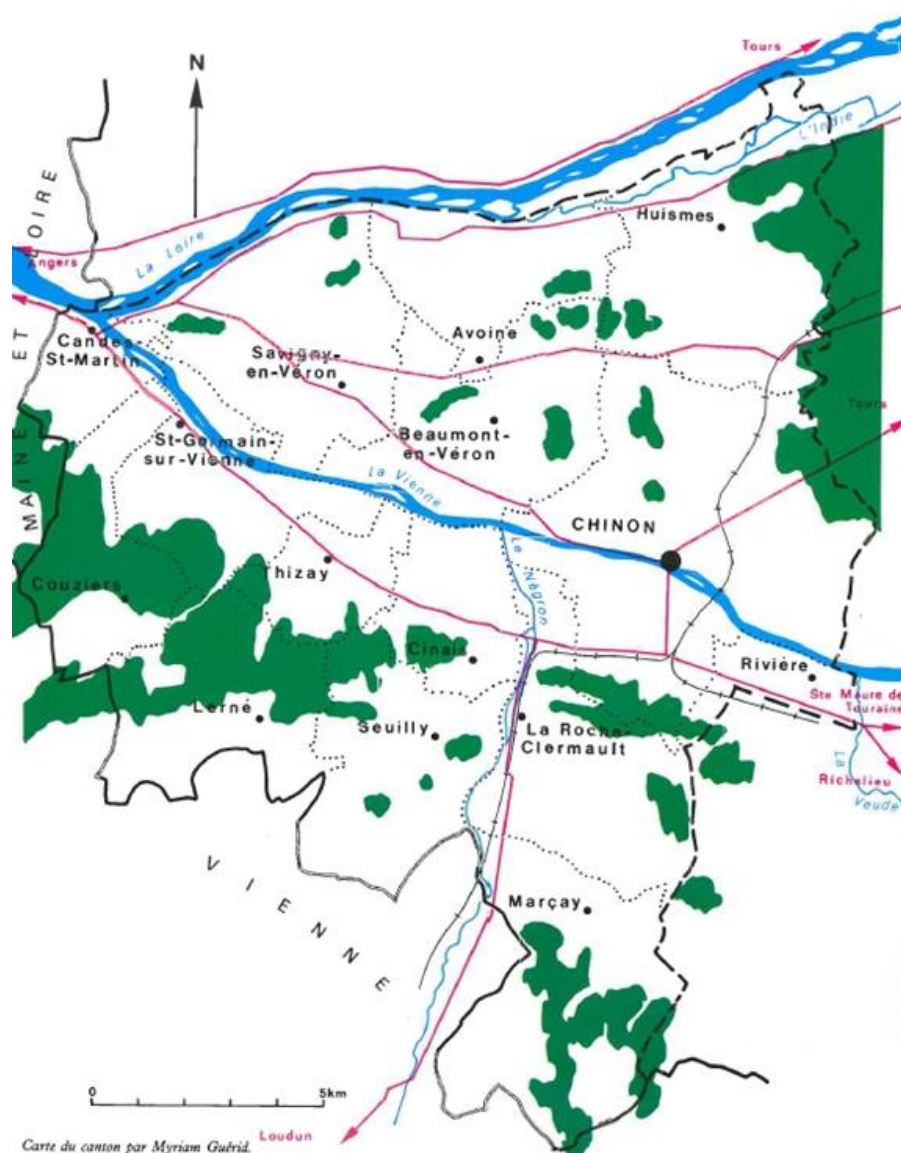 Tours
N
L'Indre
Huismes
LOIRE
La Loire
Angers
Candes-
St-Martin
Avoine
Savigny-
en-Véron
Tours
St-Germain-
sur-Vienne
Beaumont-
en-Véron
MAINE ET
La Vienne
CHINON
Le Négron
Thizay
Couziers
Cinais
Rivière
Ste Maure de
Touraine
Lerné
Seuilly
La Roche-
Clermault
La
Veude
Richelieu
VIENNE
Marçay
0 5km
Loudun
Carte du canton par Myriam Guérid.